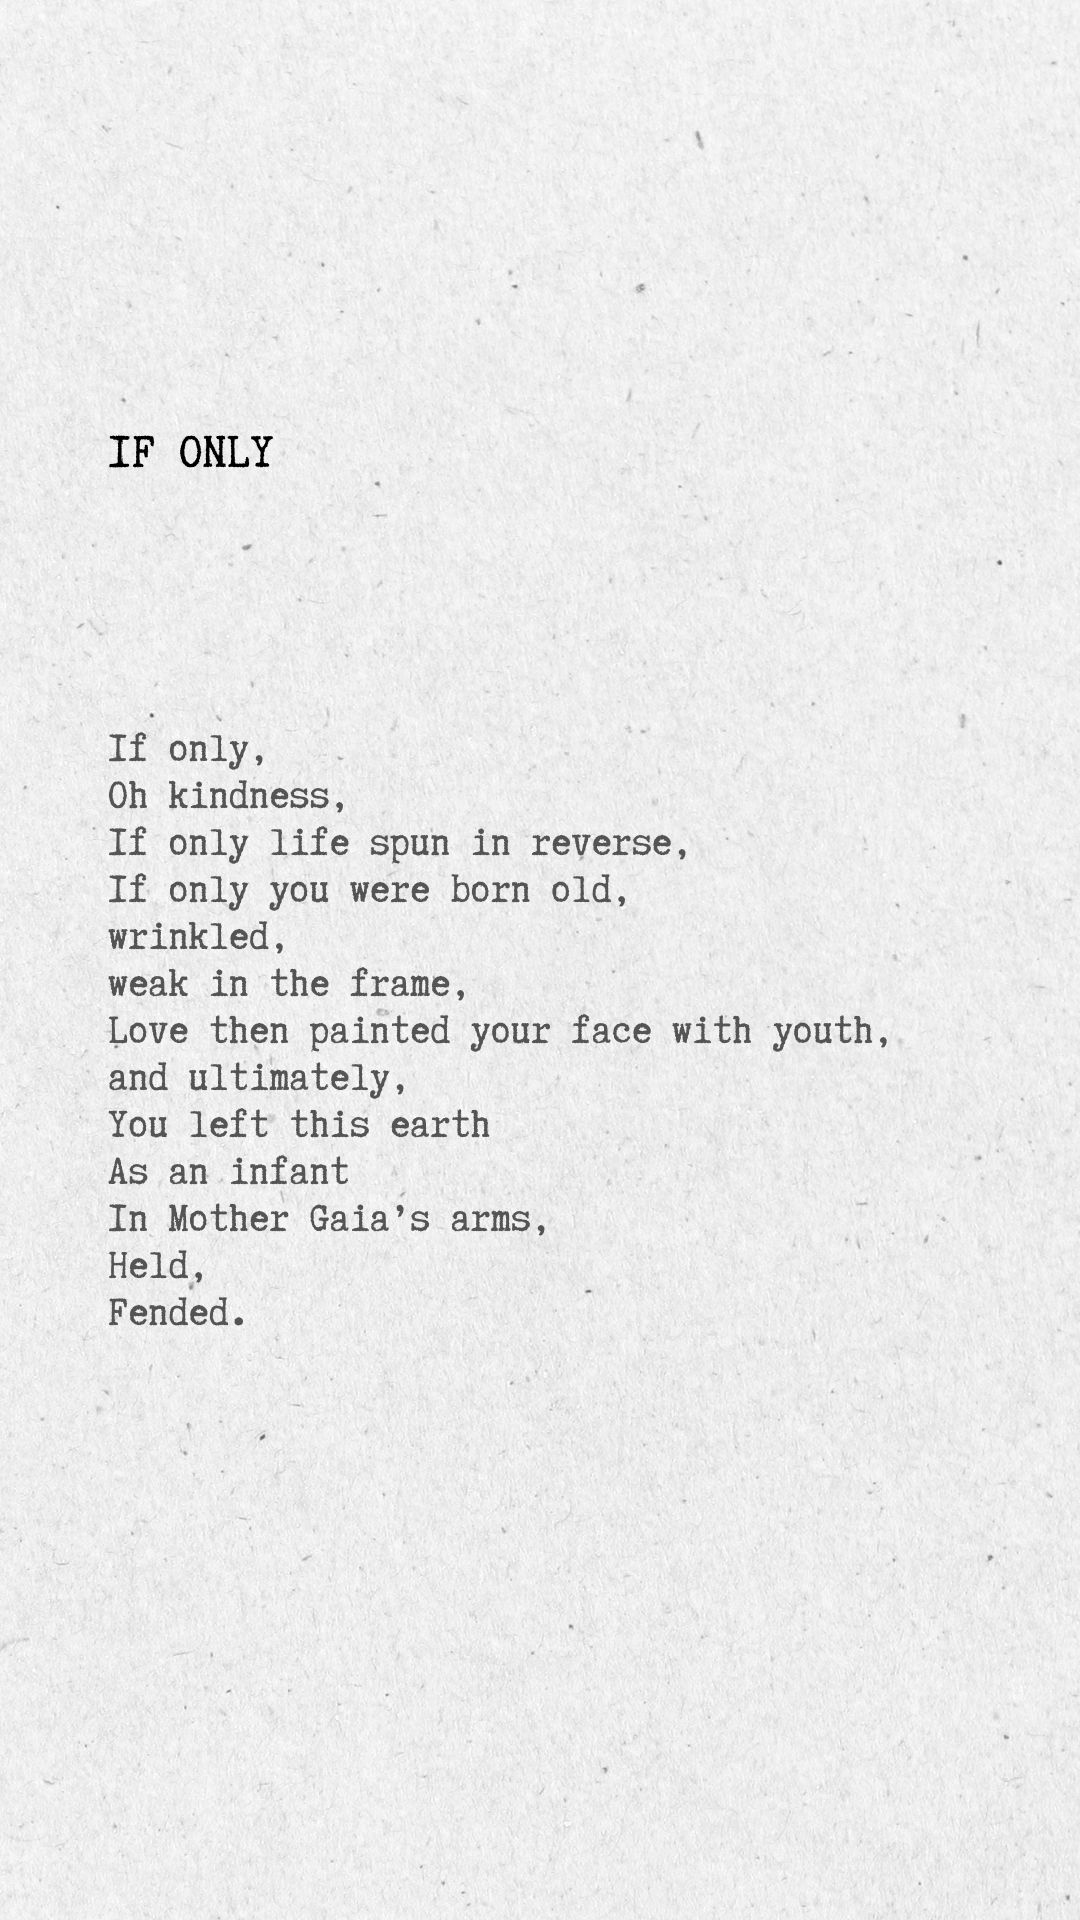 IF ONLY
If only,
Oh kindness,
If only life spun in reverse,
If only you were born old,
wrinkled,
weak in the frame,
Love then painted your face with youth,
and ultimately,
You left this earth
As an infant
In Mother Gaia’s arms,
Held,
Fended.